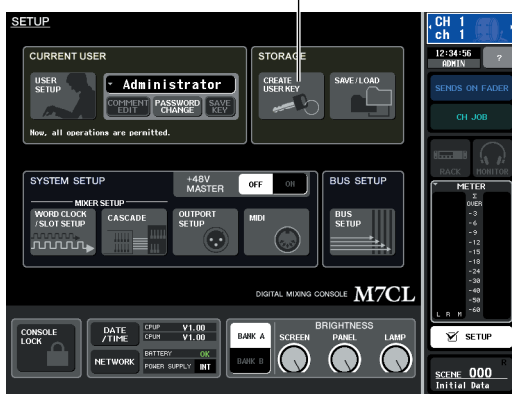 SETUP
CURRENT USER
USER
SETUP
Administrator
COMMENT
EDIT
PASSWORD
CHANGE
SAVE
KEY
Now, all operations are permitted.
STORAGE
CREATE
USER KEY
SAVE/LOAD
SYSTEM SETUP
+48V
MASTER
OFF
ON
MIXER SETUP
WORD CLOCK
/SLOT SETUP
CASCADE
OUTPORT
SETUP
MIDI
BUS SETUP
BUS
SETUP
DIGITAL MIXING CONSOLE M7CL
CONSOLE
LOCK
DATE
/TIME
CPUP V1.00
CPUM V1.00
NETWORK
BATTERY OK
POWER SUPPLY INT
BANK A
BANK B
BRIGHTNESS
SCREEN
PANEL
LAMP
CH 1
ch 1
12:34:56
ADMIN
?
SENDS ON FADER
CH JOB
RACK
MONITOR
METER
Σ
OVER
-3
-6
-9
-12
-15
-18
-24
-30
-40
-50
-60
L R M
SETUP
R
SCENE 000
Initial Data